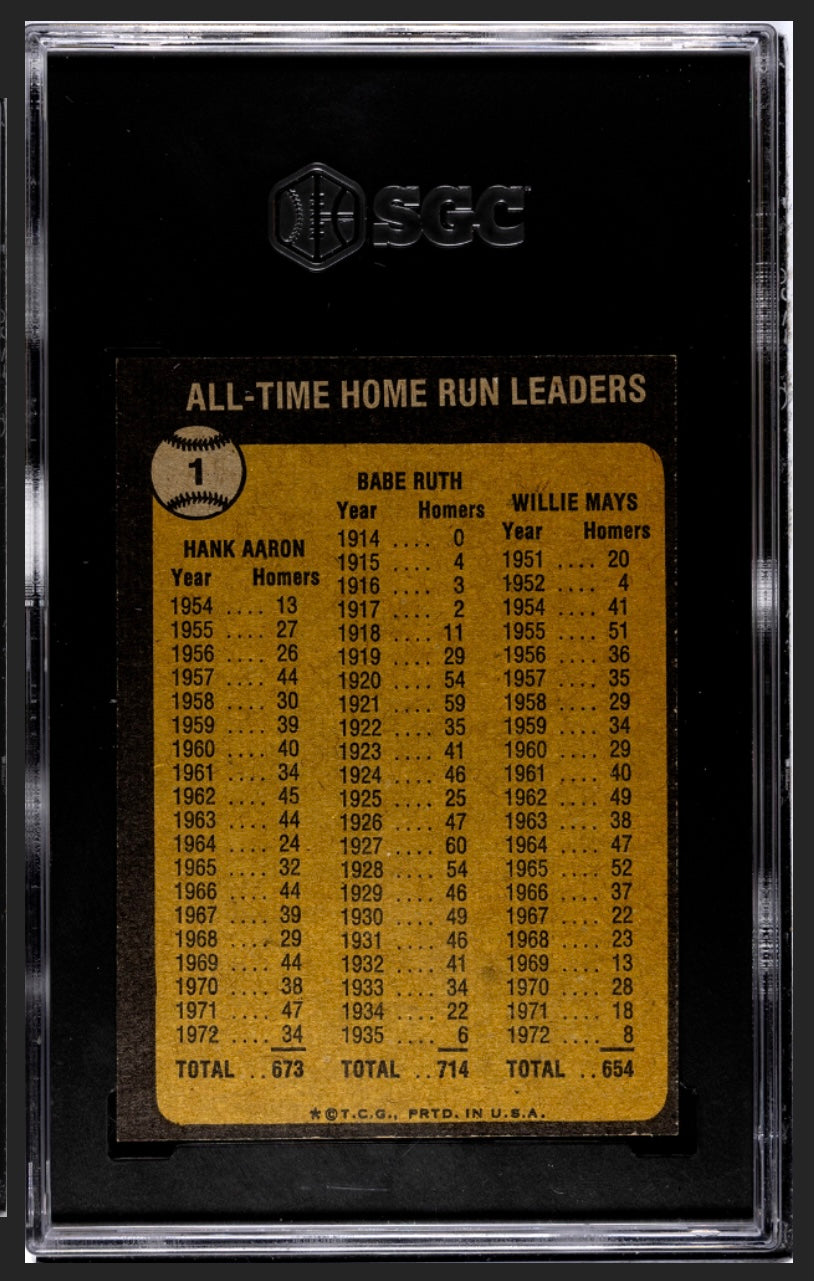 SGC
ALL-TIME HOME RUN LEADERS
1
HANK AARON
Year Homers
1954 .... 13
1955 .... 27
1956 .... 26
1957 .... 44
1958 .... 30
1959 .... 39
1960 .... 40
1961 .... 34
1962 .... 45
1963 .... 44
1964 .... 24
1965 .... 32
1966 .... 44
1967 .... 39
1968 .... 29
1969 .... 44
1970 .... 38
1971 .... 47
1972 .... 34
TOTAL .. 673
BABE RUTH
Year Homers
1914 .... 0
1915 .... 4
1916 .... 3
1917 .... 2
1918 .... 11
1919 .... 29
1920 .... 54
1921 .... 59
1922 .... 35
1923 .... 41
1924 .... 46
1925 .... 25
1926 .... 47
1927 .... 60
1928 .... 54
1929 .... 46
1930 .... 49
1931 .... 46
1932 .... 41
1933 .... 34
1934 .... 22
1935 .... 6
TOTAL .. 714
WILLIE MAYS
Year Homers
1951 .... 20
1952 .... 4
1954 .... 41
1955 .... 51
1956 .... 36
1957 .... 35
1958 .... 29
1959 .... 34
1960 .... 29
1961 .... 40
1962 .... 49
1963 .... 38
1964 .... 47
1965 .... 52
1966 .... 37
1967 .... 22
1968 .... 23
1969 .... 13
1970 .... 28
1971 .... 18
1972 .... 8
TOTAL .. 654
*©T.C.G., PRTD. IN U.S.A.